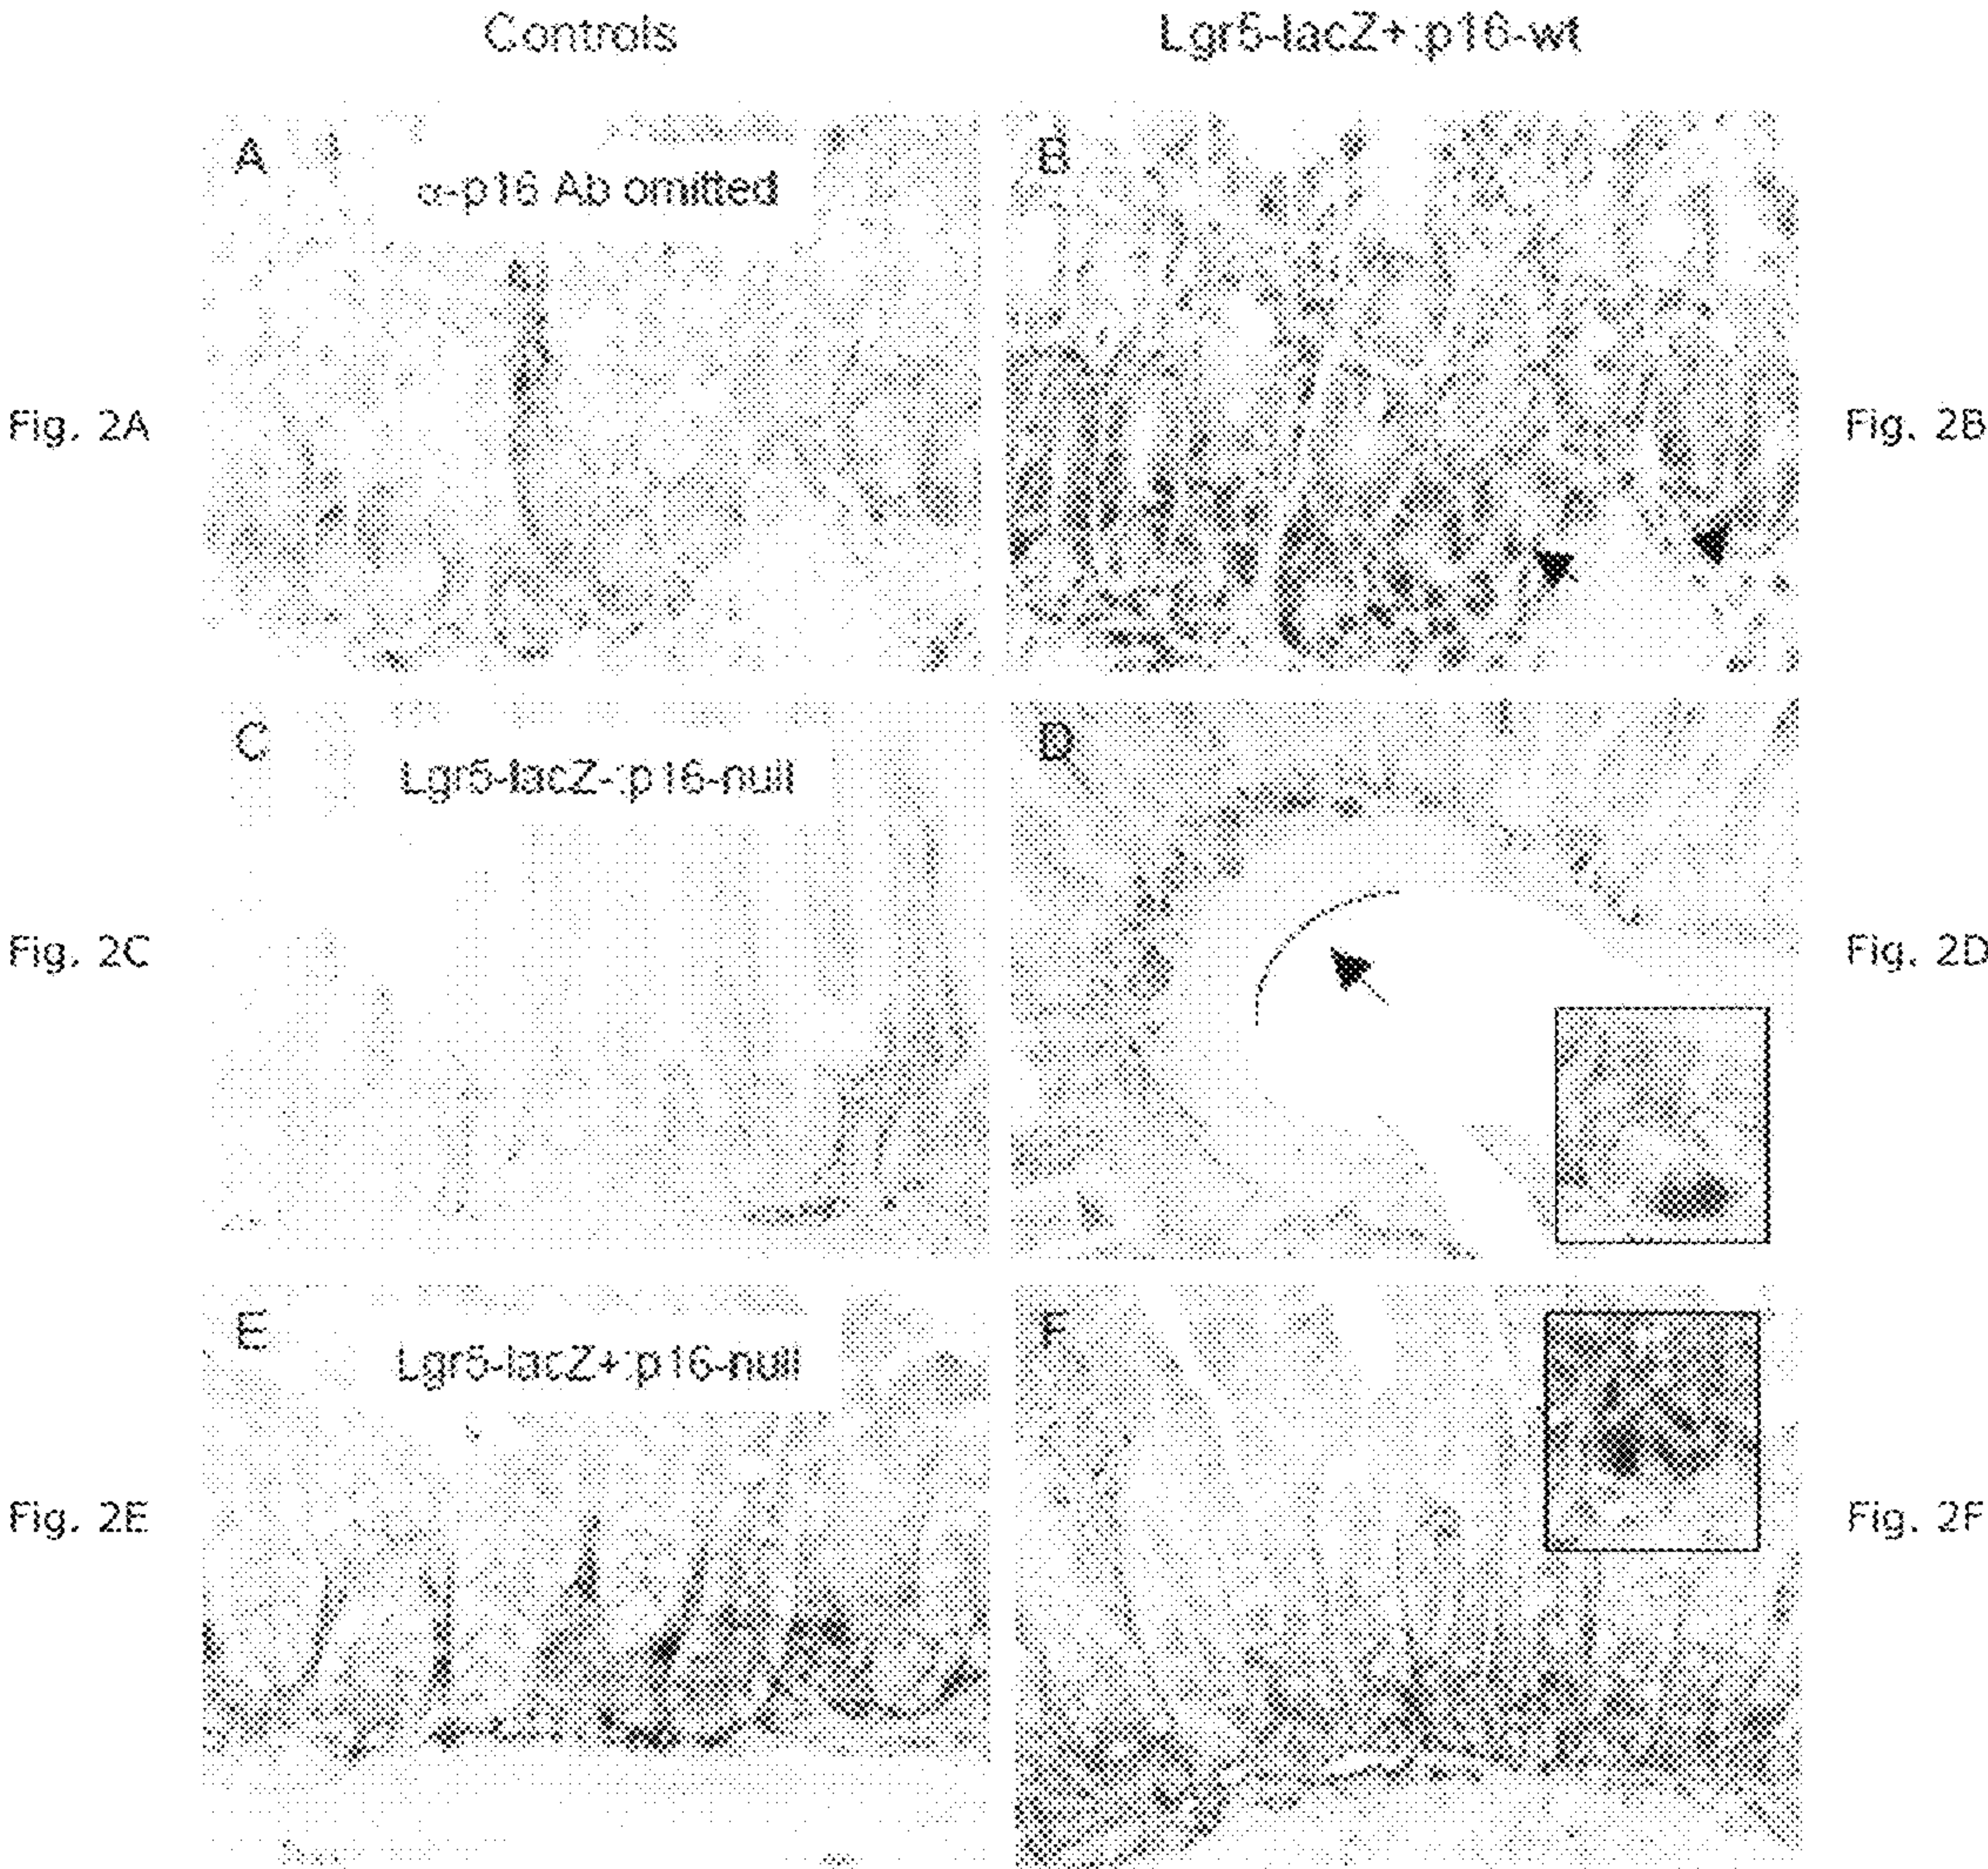 Controls
Lgr5-lacZ+:p16-wt
A
α-p16 Ab omitted
B
Fig. 2A
Fig. 2B
C
Lgr5-lacZ-:p16-null
D
Fig. 2C
Fig. 2D
E
Lgr5-lacZ+:p16-null
F
Fig. 2E
Fig. 2F